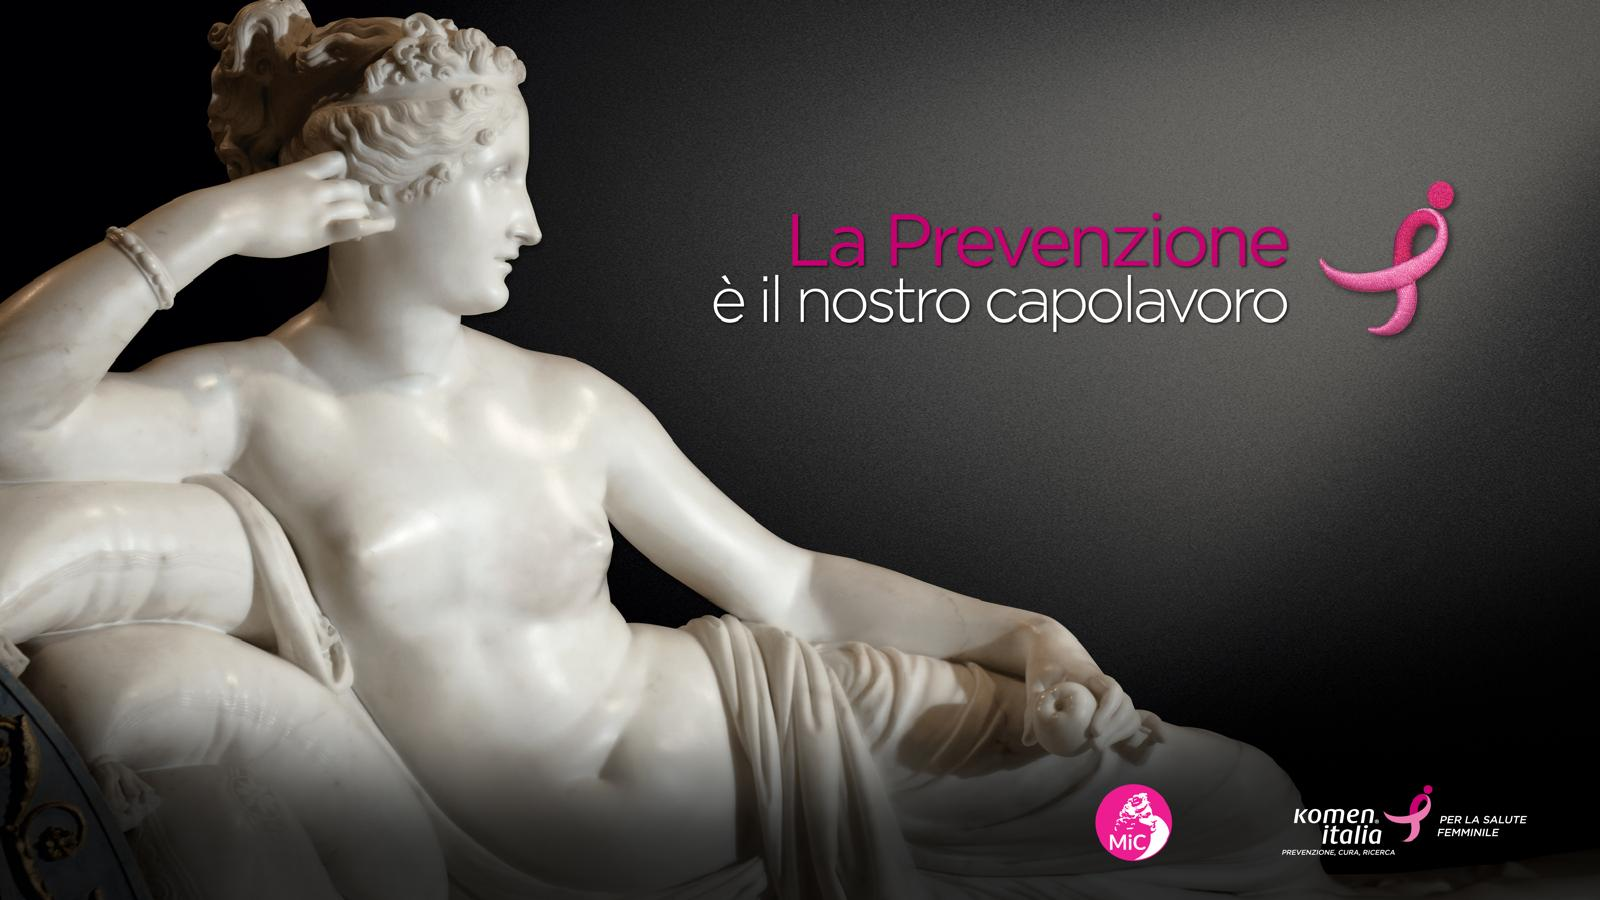 La Prevenzione
è il nostro capolavoro
MiC
komen®
italia
PREVENZIONE, CURA, RICERCA
PER LA SALUTE
FEMMINILE